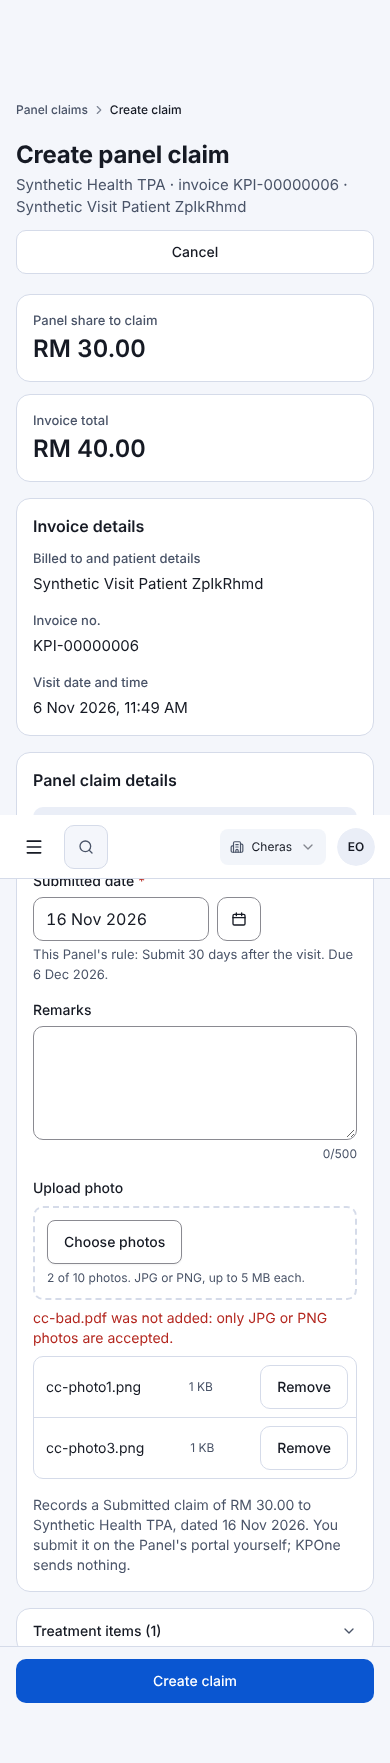 Panel claims > Create claim
Create panel claim
Synthetic Health TPA · invoice KPI-00000006 ·
Synthetic Visit Patient ZpIkRhmd
Cancel
Panel share to claim
RM 30.00
Invoice total
RM 40.00
Invoice details
Billed to and patient details
Synthetic Visit Patient ZpIkRhmd
Invoice no.
KPI-00000006
Visit date and time
6 Nov 2026, 11:49 AM
Panel claim details
Cheras
EO
Submitted date *
16 Nov 2026
This Panel's rule: Submit 30 days after the visit. Due
6 Dec 2026.
Remarks
0/500
Upload photo
Choose photos
2 of 10 photos. JPG or PNG, up to 5 MB each.
cc-bad.pdf was not added: only JPG or PNG
photos are accepted.
cc-photo1.png 1 KB Remove
cc-photo3.png 1 KB Remove
Records a Submitted claim of RM 30.00 to
Synthetic Health TPA, dated 16 Nov 2026. You
submit it on the Panel's portal yourself; KPOne
sends nothing.
Treatment items (1)
Create claim